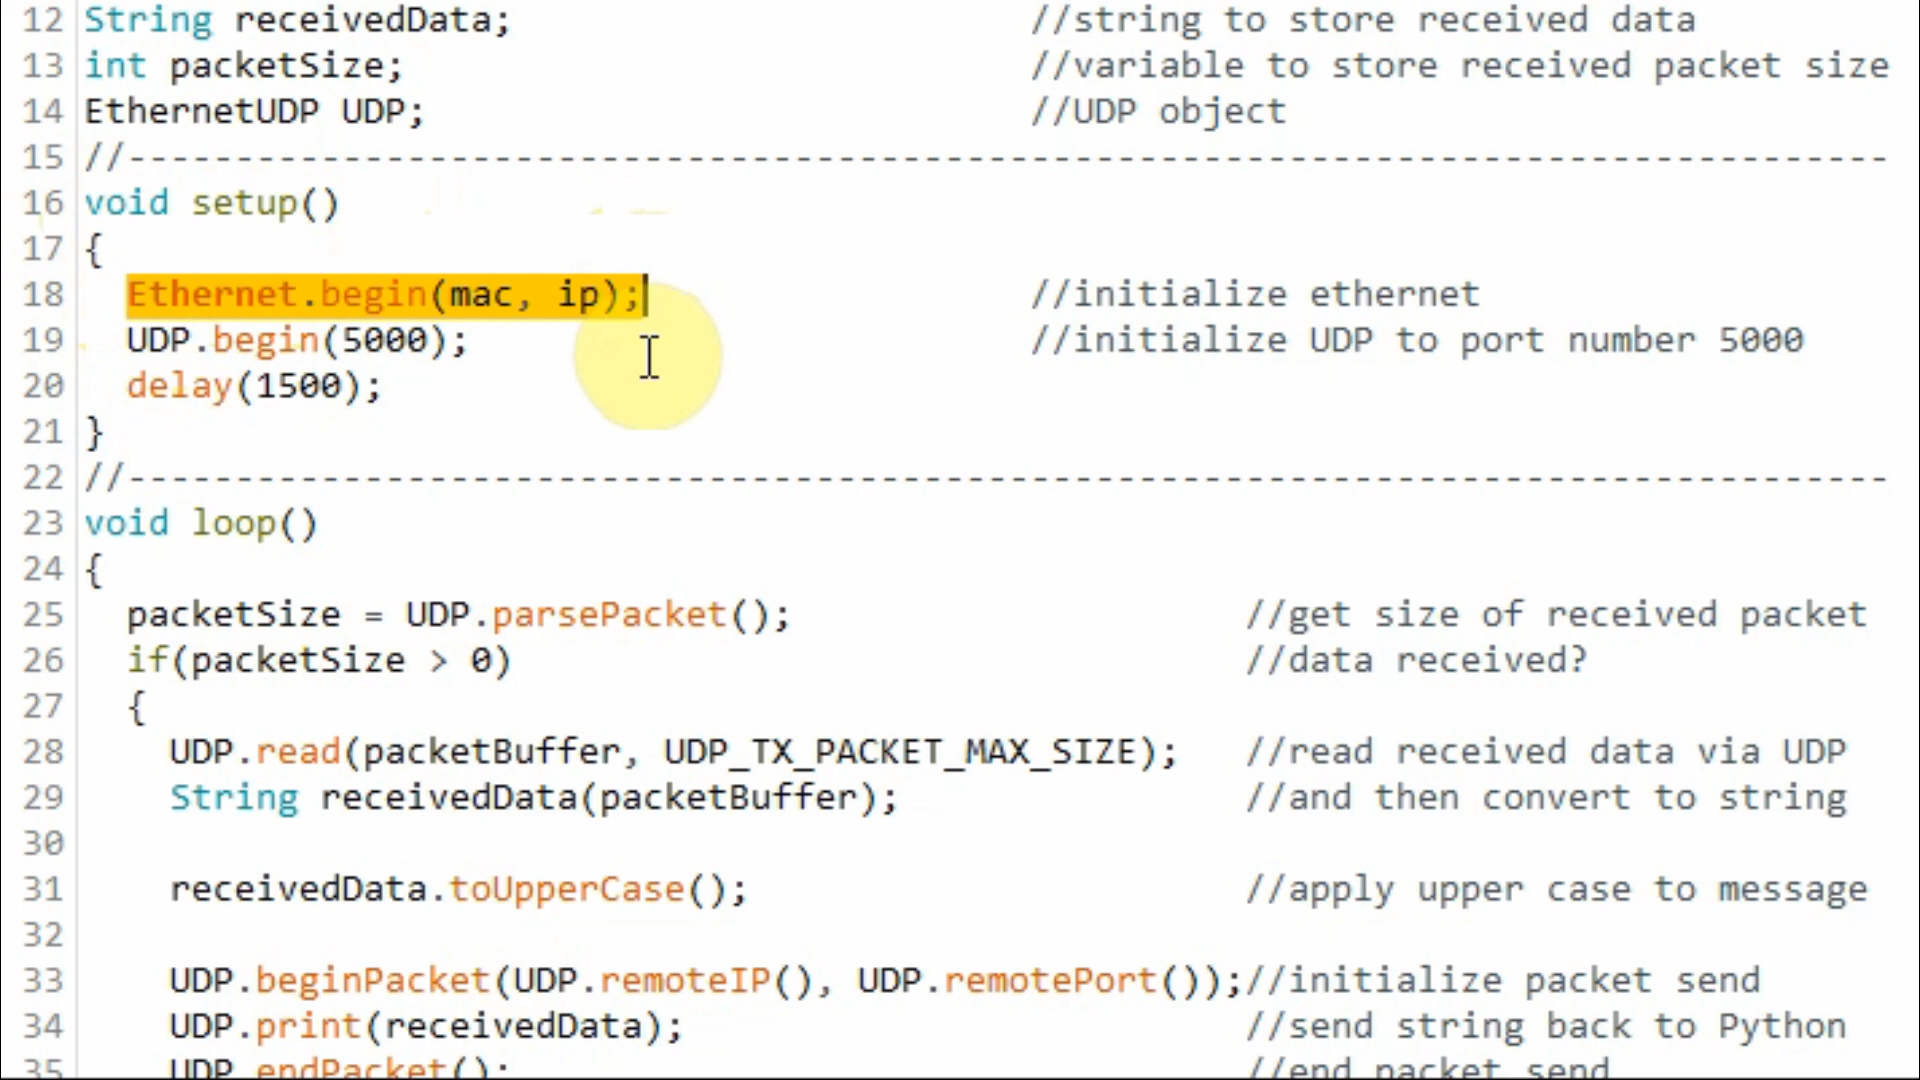 12 String receivedData; //string to store received data
13 int packetSize; //variable to store received packet size
14 EthernetUDP UDP; //UDP object
15 //----------------------------------------------------------------------------------
16 void setup()
17 {
18 Ethernet.begin(mac, ip); //initialize ethernet
19 UDP.begin(5000); //initialize UDP to port number 5000
20 delay(1500);
21 }
22 //----------------------------------------------------------------------------------
23 void loop()
24 {
25 packetSize = UDP.parsePacket(); //get size of received packet
26 if(packetSize > 0) //data received?
27 {
28 UDP.read(packetBuffer, UDP_TX_PACKET_MAX_SIZE); //read received data via UDP
29 String receivedData(packetBuffer); //and then convert to string
30
31 receivedData.toUpperCase(); //apply upper case to message
32
33 UDP.beginPacket(UDP.remoteIP(), UDP.remotePort());//initialize packet send
34 UDP.print(receivedData); //send string back to Python
35 UDP.endPacket(); //end packet send